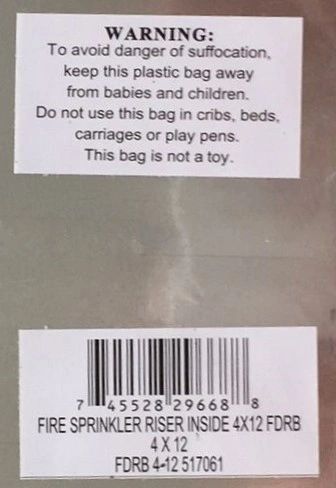 WARNING:
To avoid danger of suffocation,
keep this plastic bag away
from babies and children.
Do not use this bag in cribs, beds,
carriages or play pens.
This bag is not a toy.
7 45528 29668 8
FIRE SPRINKLER RISER INSIDE 4X12 FDRB
4 X 12
FDRB 4-12 517061